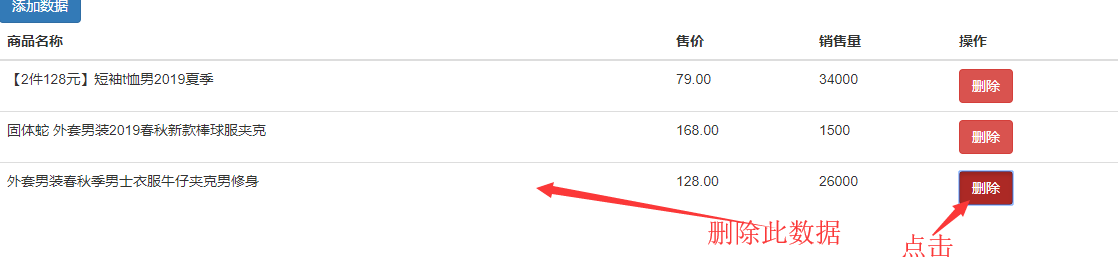 添加数据
商品名称 售价 销售量 操作
【2件128元】短袖t恤男2019夏季 79.00 34000 删除
固体蛇 外套男装2019春秋新款棒球服夹克 168.00 1500 删除
外套男装春秋季男士衣服牛仔夹克男修身 128.00 26000 删除
删除此数据
点击